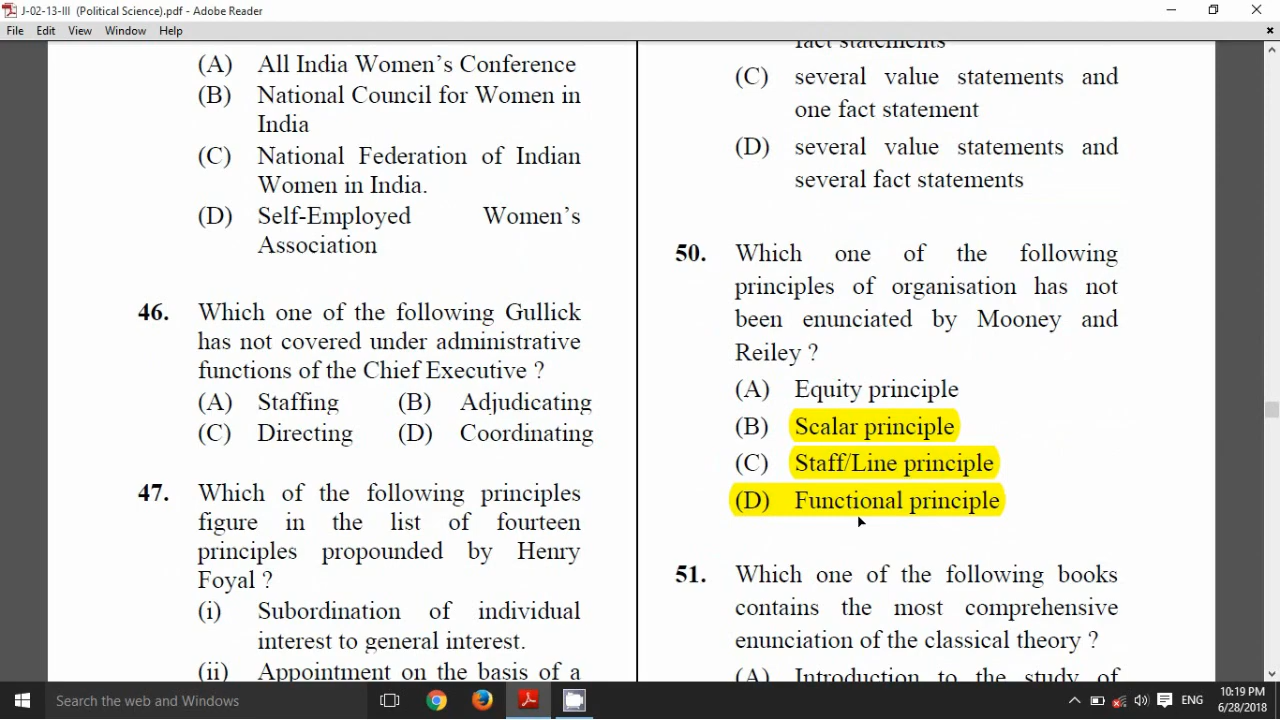 J-02-13-III (Political Science).pdf - Adobe Reader
File Edit View Window Help
(A) All India Women’s Conference
(B) National Council for Women in
India
(C) National Federation of Indian
Women in India.
(D) Self-Employed Women’s
Association
46. Which one of the following Gullick
has not covered under administrative
functions of the Chief Executive ?
(A) Staffing (B) Adjudicating
(C) Directing (D) Coordinating
47. Which of the following principles
figure in the list of fourteen
principles propounded by Henry
Foyal ?
(i) Subordination of individual
interest to general interest.
(ii) Appointment on the basis of a
fact statements
(C) several value statements and
one fact statement
(D) several value statements and
several fact statements
50. Which one of the following
principles of organisation has not
been enunciated by Mooney and
Reiley ?
(A) Equity principle
(B) Scalar principle
(C) Staff/Line principle
(D) Functional principle
51. Which one of the following books
contains the most comprehensive
enunciation of the classical theory ?
(A) Introduction to the study of
Search the web and Windows
ENG
10:19 PM
6/28/2018